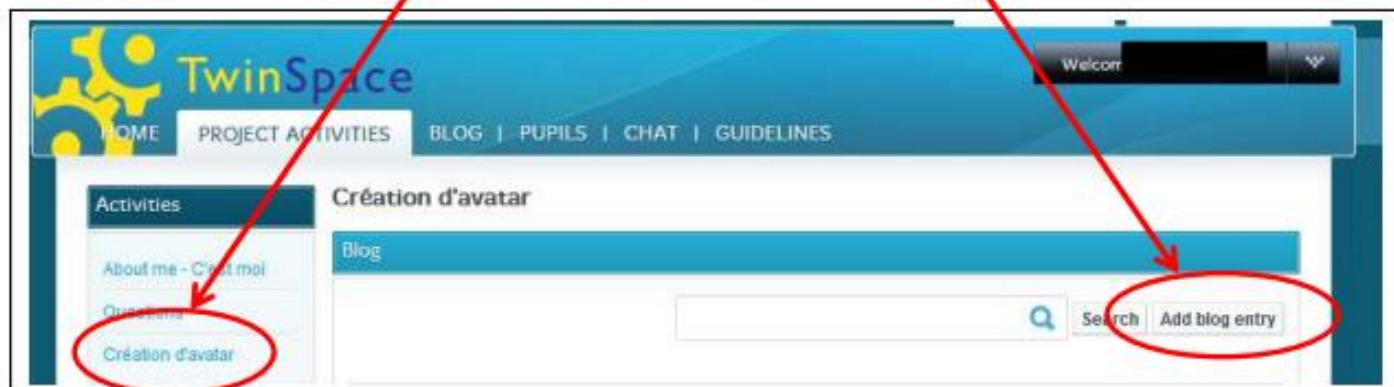 TwinSpace
Welcom
HOME PROJECT ACTIVITIES BLOG | PUPILS | CHAT | GUIDELINES
Activities
Création d'avatar
Blog
About me - C'est moi
Questions
Search Add blog entry
Création d'avatar